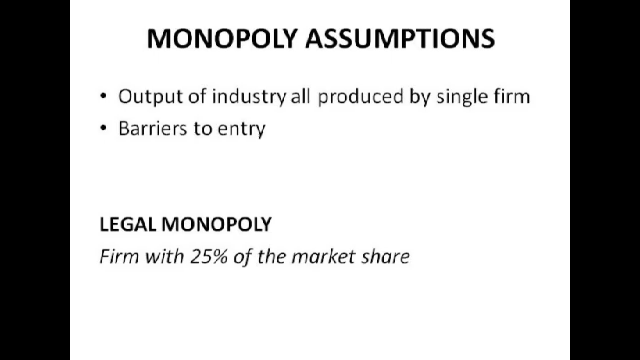 MONOPOLY ASSUMPTIONS
• Output of industry all produced by single firm
• Barriers to entry
LEGAL MONOPOLY
Firm with 25% of the market share